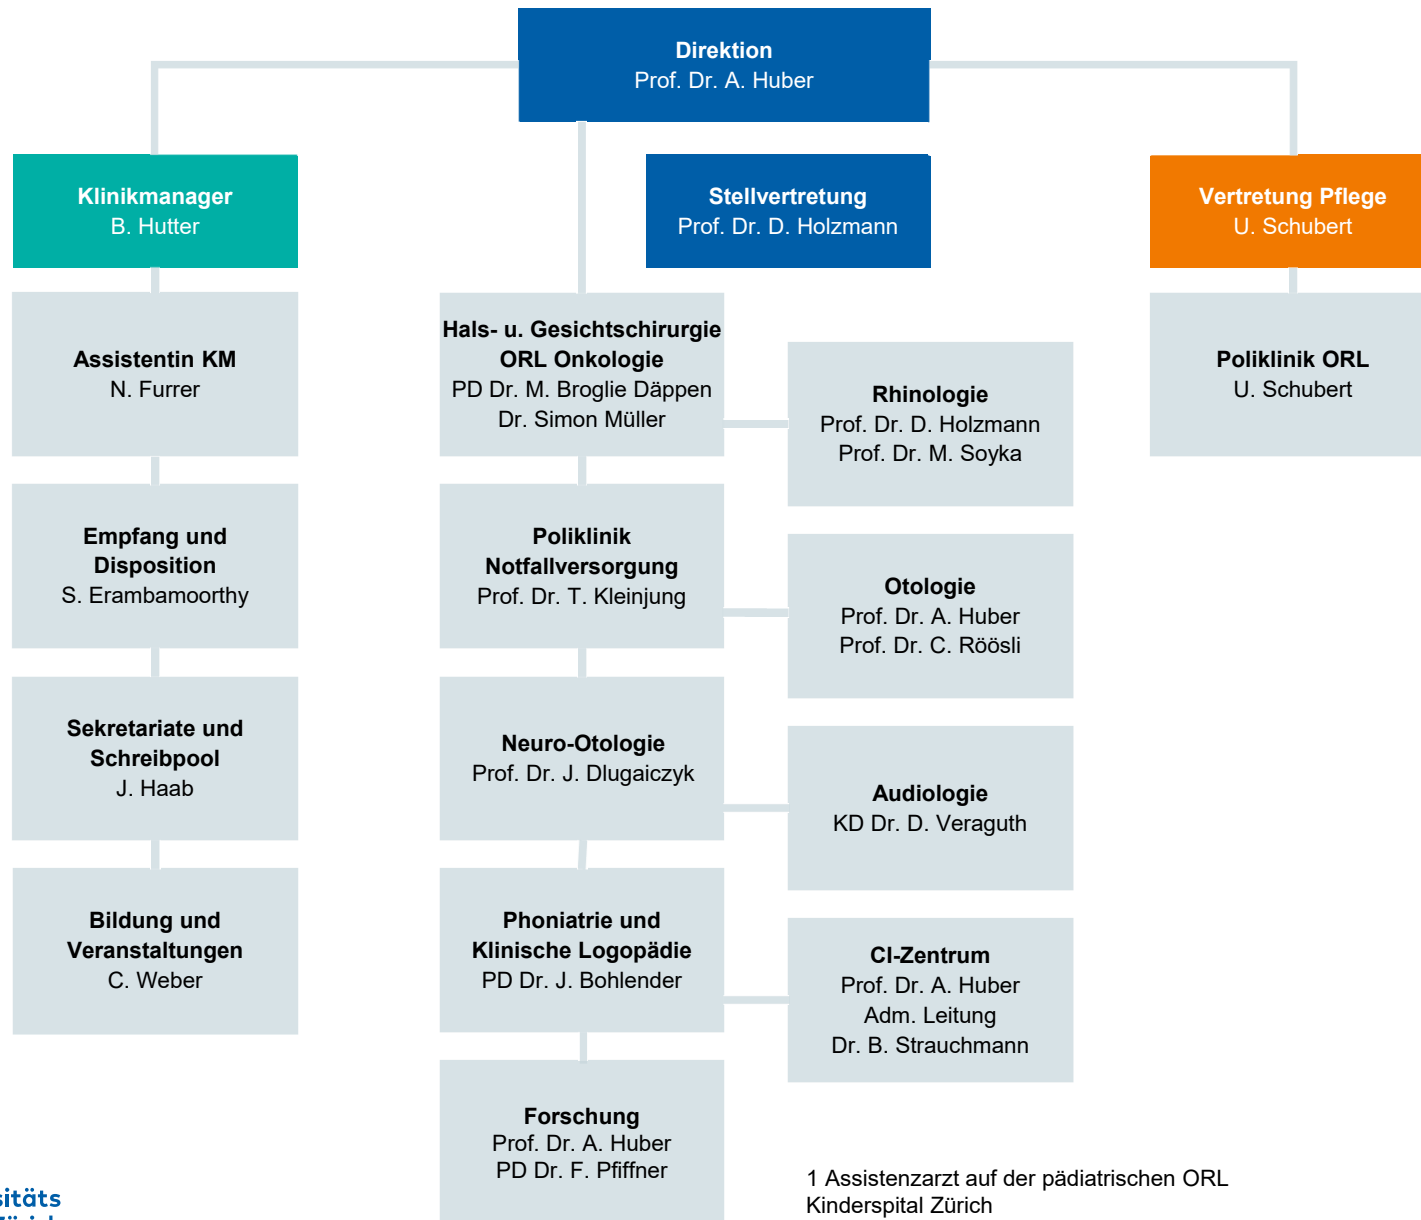 Direktion
Prof. Dr. A. Huber
Klinikmanager
B. Hutter
Stellvertretung
Prof. Dr. D. Holzmann
Vertretung Pflege
U. Schubert
Assistentin KM
N. Furrer
Empfang und
Disposition
S. Erambamoorthy
Sekretariate und
Schreibpool
J. Haab
Bildung und
Veranstaltungen
C. Weber
Hals- u. Gesichtschirurgie
ORL Onkologie
PD Dr. M. Broglie Däppen
Dr. Simon Müller
Poliklinik
Notfallversorgung
Prof. Dr. T. Kleinjung
Neuro-Otologie
Prof. Dr. J. Dlugaiczyk
Phoniatrie und
Klinische Logopädie
PD Dr. J. Bohlender
Forschung
Prof. Dr. A. Huber
PD Dr. F. Pfiffner
Rhinologie
Prof. Dr. D. Holzmann
Prof. Dr. M. Soyka
Otologie
Prof. Dr. A. Huber
Prof. Dr. C. Röösli
Audiologie
KD Dr. D. Veraguth
CI-Zentrum
Prof. Dr. A. Huber
Adm. Leitung
Dr. B. Strauchmann
Poliklinik ORL
U. Schubert
1 Assistenzarzt auf der pädiatrischen ORL
Kinderspital Zürich
sitäts